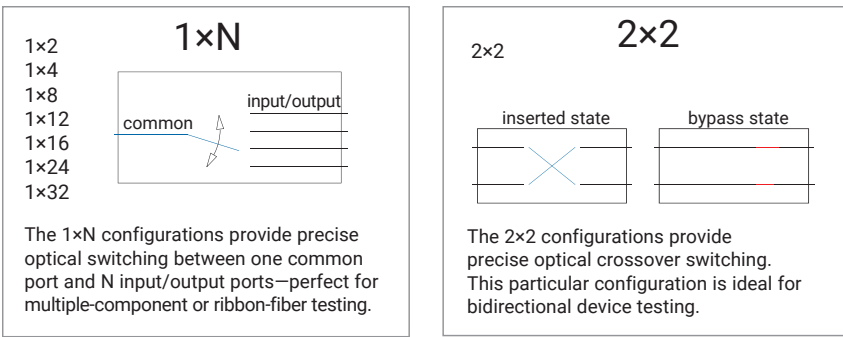 1×N
1×2
1×4
1×8
1×12
1×16
1×24
1×32
input/output
common
The 1×N configurations provide precise
optical switching between one common
port and N input/output ports—perfect for
multiple-component or ribbon-fiber testing.
2×2
2×2
inserted state
bypass state
The 2×2 configurations provide
precise optical crossover switching.
This particular configuration is ideal for
bidirectional device testing.